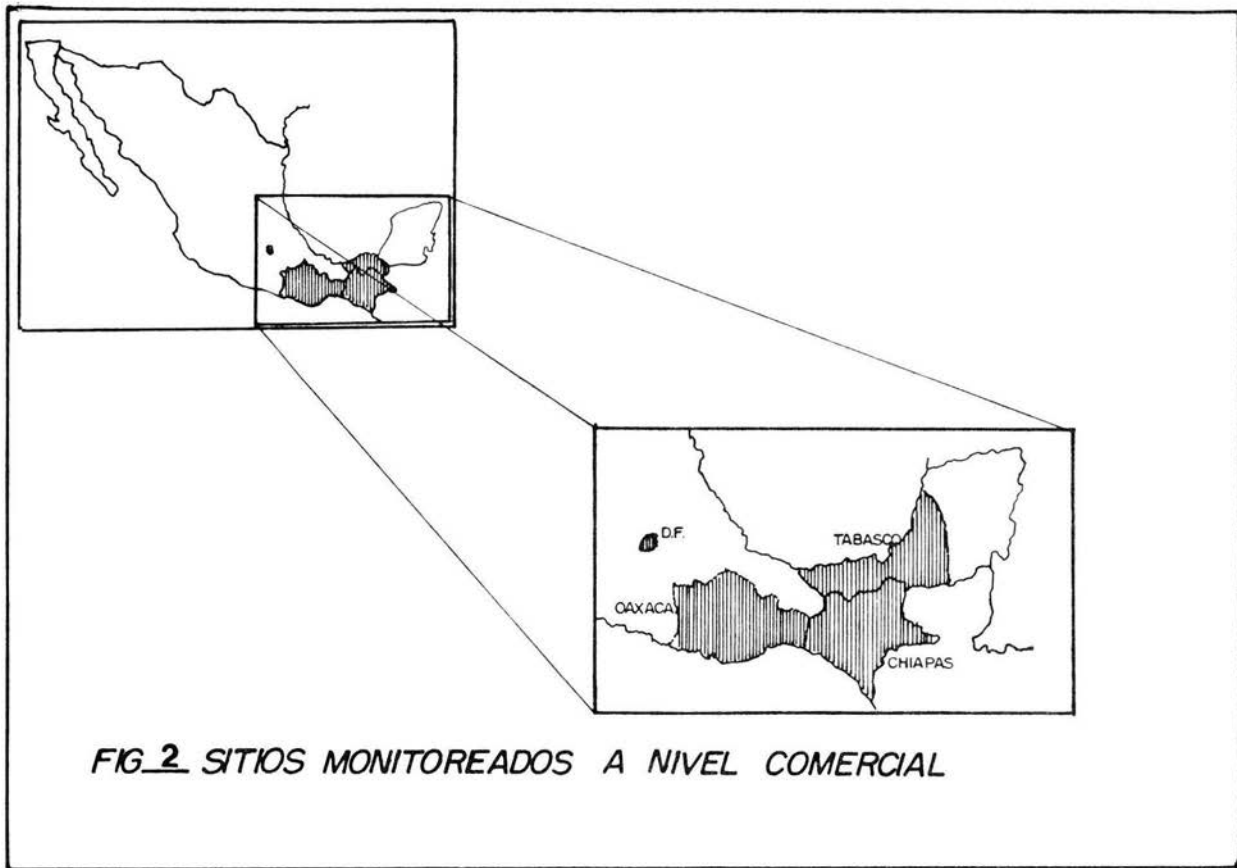 D.F.
TABASCO
OAXACA
CHIAPAS
FIG 2 SITIOS MONITOREADOS A NIVEL COMERCIAL